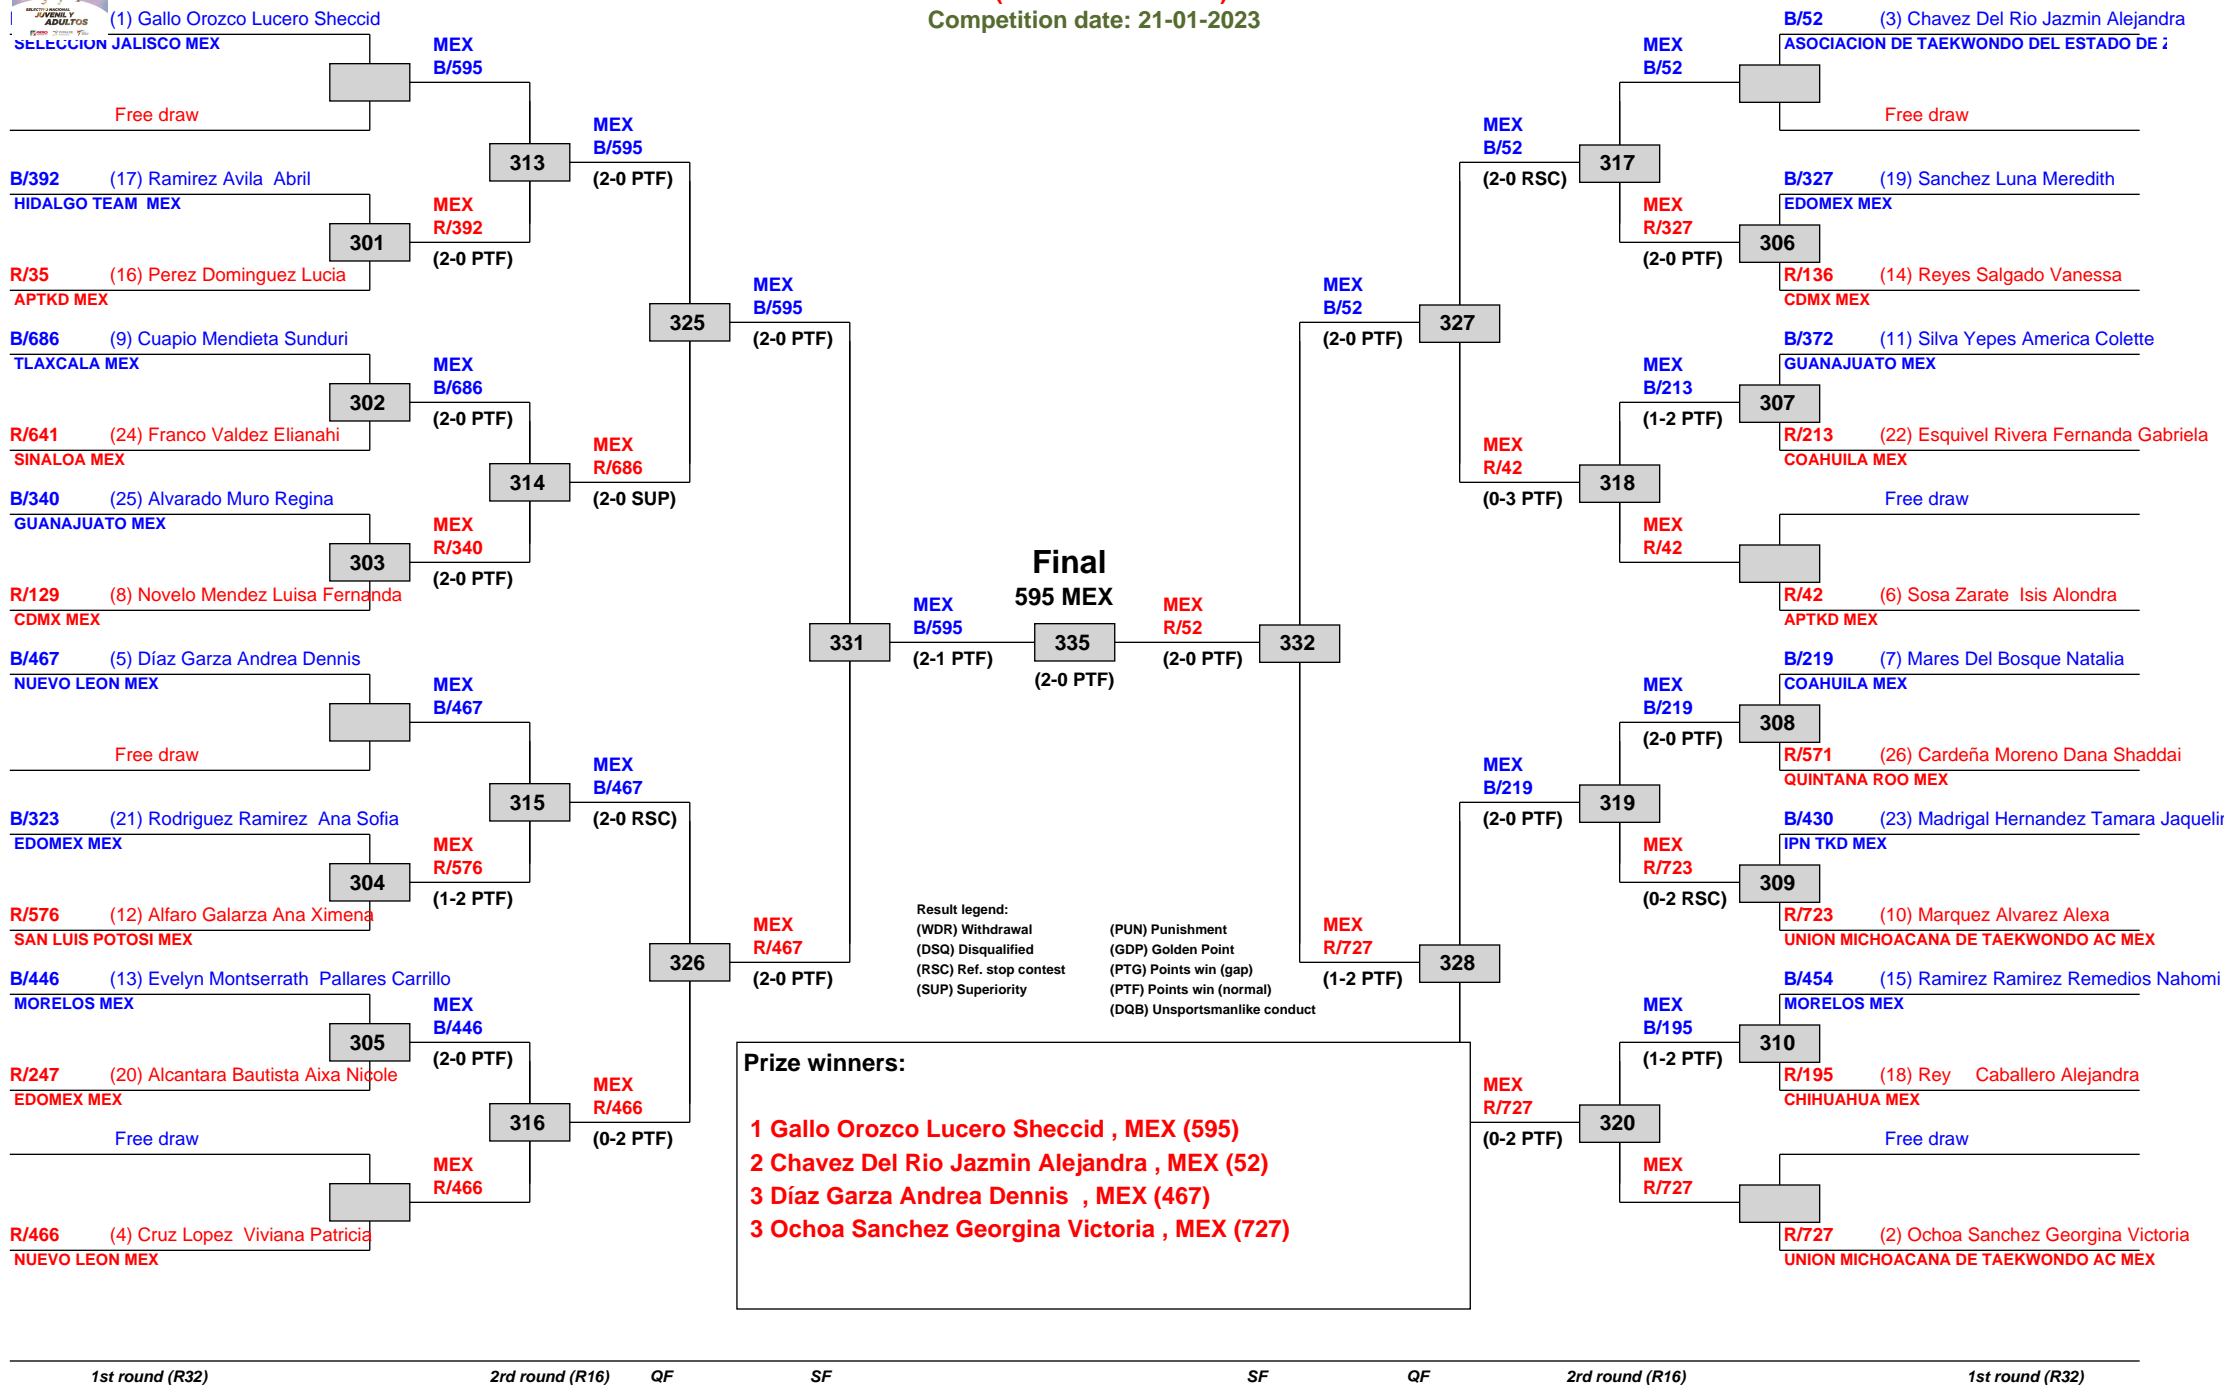 SELECTIVO NACIONAL
JUVENIL Y
ADULTOS
Competition date: 21-01-2023
(1) Gallo Orozco Lucero Sheccid
SELECCION JALISCO MEX
Free draw
B/392 (17) Ramirez Avila Abril
HIDALGO TEAM MEX
301
R/35 (16) Perez Dominguez Lucia
APTKD MEX
B/686 (9) Cuapio Mendieta Sunduri
TLAXCALA MEX
302
R/641 (24) Franco Valdez Elianahi
SINALOA MEX
B/340 (25) Alvarado Muro Regina
GUANAJUATO MEX
303
R/129 (8) Novelo Mendez Luisa Fernanda
CDMX MEX
B/467 (5) Díaz Garza Andrea Dennis
NUEVO LEON MEX
Free draw
B/323 (21) Rodriguez Ramirez Ana Sofia
EDOMEX MEX
304
R/576 (12) Alfaro Galarza Ana Ximena
SAN LUIS POTOSI MEX
B/446 (13) Evelyn Montserrath Pallares Carrillo
MORELOS MEX
305
R/247 (20) Alcantara Bautista Aixa Nicole
EDOMEX MEX
Free draw
R/466 (4) Cruz Lopez Viviana Patricia
NUEVO LEON MEX
MEX
B/595
313
MEX
R/392
(2-0 PTF)
MEX
B/686
(2-0 PTF)
314
MEX
R/340
(2-0 PTF)
MEX
B/467
315
MEX
R/576
(1-2 PTF)
MEX
B/446
(2-0 PTF)
316
MEX
R/466
MEX
B/595
(2-0 PTF)
325
MEX
R/686
(2-0 SUP)
MEX
B/467
(2-0 RSC)
326
MEX
R/466
(0-2 PTF)
MEX
B/595
(2-0 PTF)
331
MEX
R/467
(2-0 PTF)
MEX
B/595
(2-1 PTF)
Final
595 MEX
335
(2-0 PTF)
MEX
R/52
(2-0 PTF)
332
MEX
B/52
(2-0 PTF)
MEX
R/727
(1-2 PTF)
327
328
MEX
B/52
(2-0 RSC)
MEX
R/42
(0-3 PTF)
MEX
B/219
(2-0 PTF)
MEX
R/727
(0-2 PTF)
MEX
B/52
317
MEX
R/327
(2-0 PTF)
MEX
B/213
(1-2 PTF)
318
MEX
R/42
MEX
B/219
(2-0 PTF)
319
MEX
R/723
(0-2 RSC)
MEX
B/195
(1-2 PTF)
320
MEX
R/727
B/52 (3) Chavez Del Rio Jazmin Alejandra
ASOCIACION DE TAEKWONDO DEL ESTADO DE
Free draw
B/327 (19) Sanchez Luna Meredith
EDOMEX MEX
306
R/136 (14) Reyes Salgado Vanessa
CDMX MEX
B/372 (11) Silva Yepes America Colette
GUANAJUATO MEX
307
R/213 (22) Esquivel Rivera Fernanda Gabriela
COAHUILA MEX
Free draw
R/42 (6) Sosa Zarate Isis Alondra
APTKD MEX
B/219 (7) Mares Del Bosque Natalia
COAHUILA MEX
308
R/571 (26) Cardeña Moreno Dana Shaddai
QUINTANA ROO MEX
B/430 (23) Madrigal Hernandez Tamara
IPN TKD MEX
309
R/723 (10) Marquez Alvarez Alexa
UNION MICHOACANA DE TAEKWONDO AC MEX
B/454 (15) Ramirez Ramirez Remedios Nahomi
MORELOS MEX
310
R/195 (18) Rey Caballero Alejandra
CHIHUAHUA MEX
Free draw
R/727 (2) Ochoa Sanchez Georgina Victoria
UNION MICHOACANA DE TAEKWONDO AC MEX
Result legend:
(WDR) Withdrawal (PUN) Punishment
(DSQ) Disqualified (GDP) Golden Point
(RSC) Ref. stop contest (PTG) Points win (gap)
(SUP) Superiority (PTF) Points win (normal)
(DQB) Unsportsmanlike conduct
Prize winners:
1 Gallo Orozco Lucero Sheccid , MEX (595)
2 Chavez Del Rio Jazmin Alejandra , MEX (52)
3 Díaz Garza Andrea Dennis , MEX (467)
3 Ochoa Sanchez Georgina Victoria , MEX (727)
1st round (R32) 2rd round (R16) QF SF SF QF 2rd round (R16) 1st round (R32)